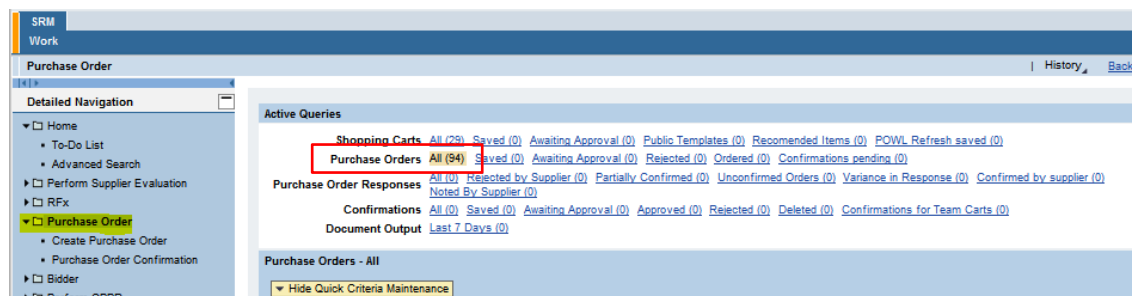 SRM
Work
Purchase Order
| History Back
Detailed Navigation
Home
To-Do List
Advanced Search
Perform Supplier Evaluation
RFx
Purchase Order
Create Purchase Order
Purchase Order Confirmation
Bidder
Active Queries
Shopping Carts All (29) Saved (0) Awaiting Approval (0) Public Templates (0) Recomended Items (0) POWL Refresh saved (0)
Purchase Orders All (94) Saved (0) Awaiting Approval (0) Rejected (0) Ordered (0) Confirmations pending (0)
Purchase Order Responses All (0) Rejected by Supplier (0) Partially Confirmed (0) Unconfirmed Orders (0) Variance in Response (0) Confirmed by supplier (0)
Noted By Supplier (0)
Confirmations All (0) Saved (0) Awaiting Approval (0) Approved (0) Rejected (0) Deleted (0) Confirmations for Team Carts (0)
Document Output Last 7 Days (0)
Purchase Orders - All
Hide Quick Criteria Maintenance